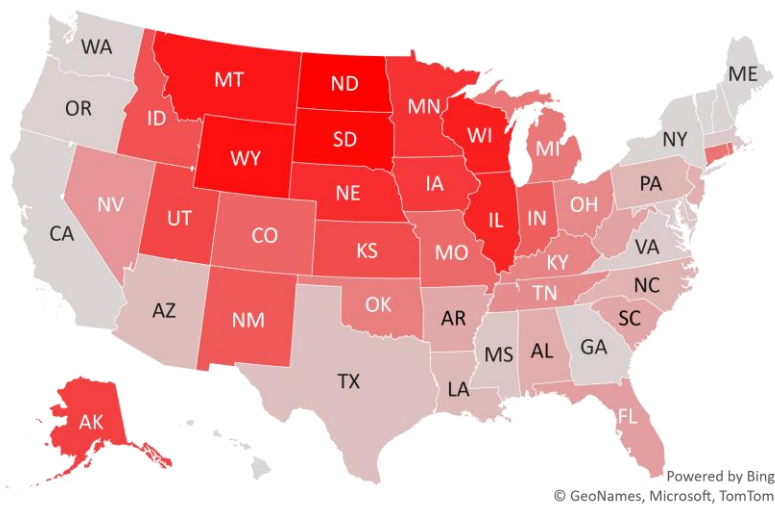 WA
MT
ND
ME
OR
MN
ID
WI
SD
NY
MI
WY
PA
IA
NE
NV
OH
IL
IN
UT
CA
CO
VA
KS
MO
KY
NC
TN
AZ
OK
NM
AR
SC
GA
MS
AL
TX
LA
FL
AK
Powered by Bing
© GeoNames, Microsoft, TomTom